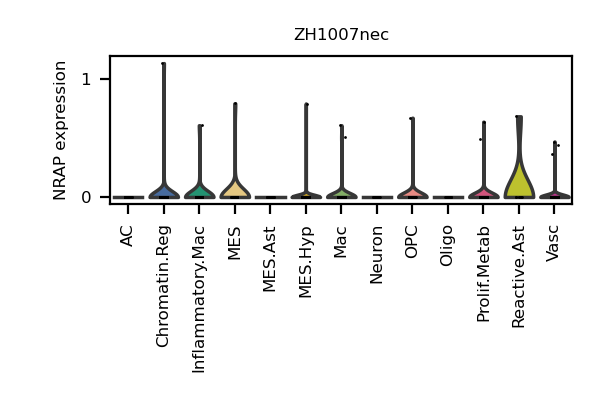 ZH1007nec
NRAP expression
1
0
AC
Chromatin.Reg
Inflammatory.Mac
MES
MES.Ast
MES.Hyp
Mac
Neuron
OPC
Oligo
Prolif.Metab
Reactive.Ast
Vasc